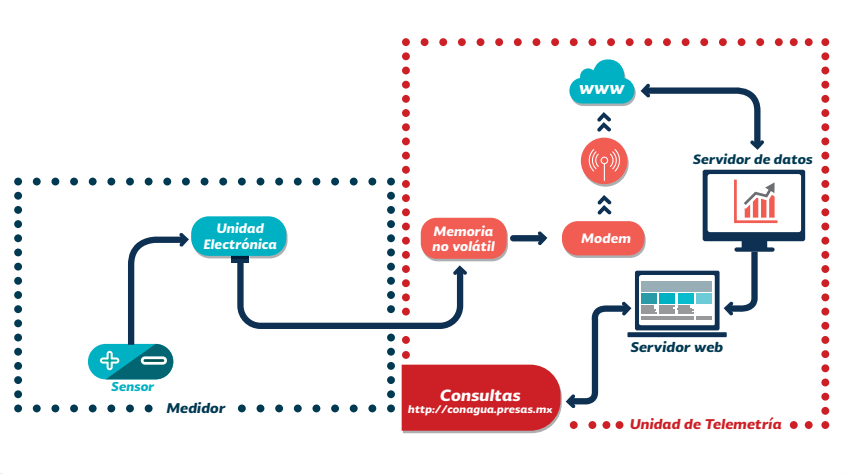 www
Servidor de datos
Unidad
Electrónica
Memoria
no volátil
Modem
Servidor web
Sensor
Consultas
http://conagua.presas.mx
Medidor
Unidad de Telemetría